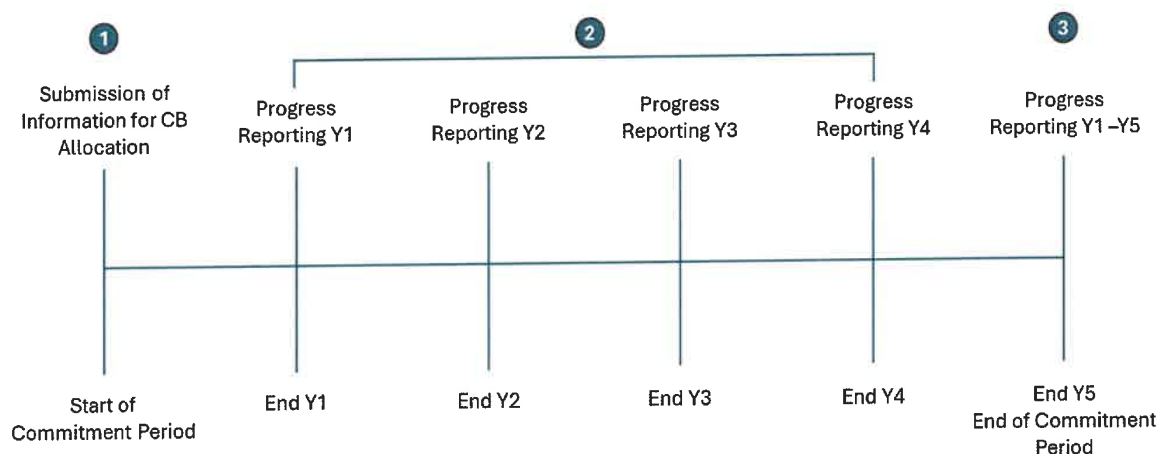 1
2
3
Submission of
Information for CB
Allocation
Progress
Reporting Y1
Progress
Reporting Y2
Progress
Reporting Y3
Progress
Reporting Y4
Progress
Reporting Y1 –Y5
Start of
Commitment Period
End Y1
End Y2
End Y3
End Y4
End Y5
End of Commitment
Period